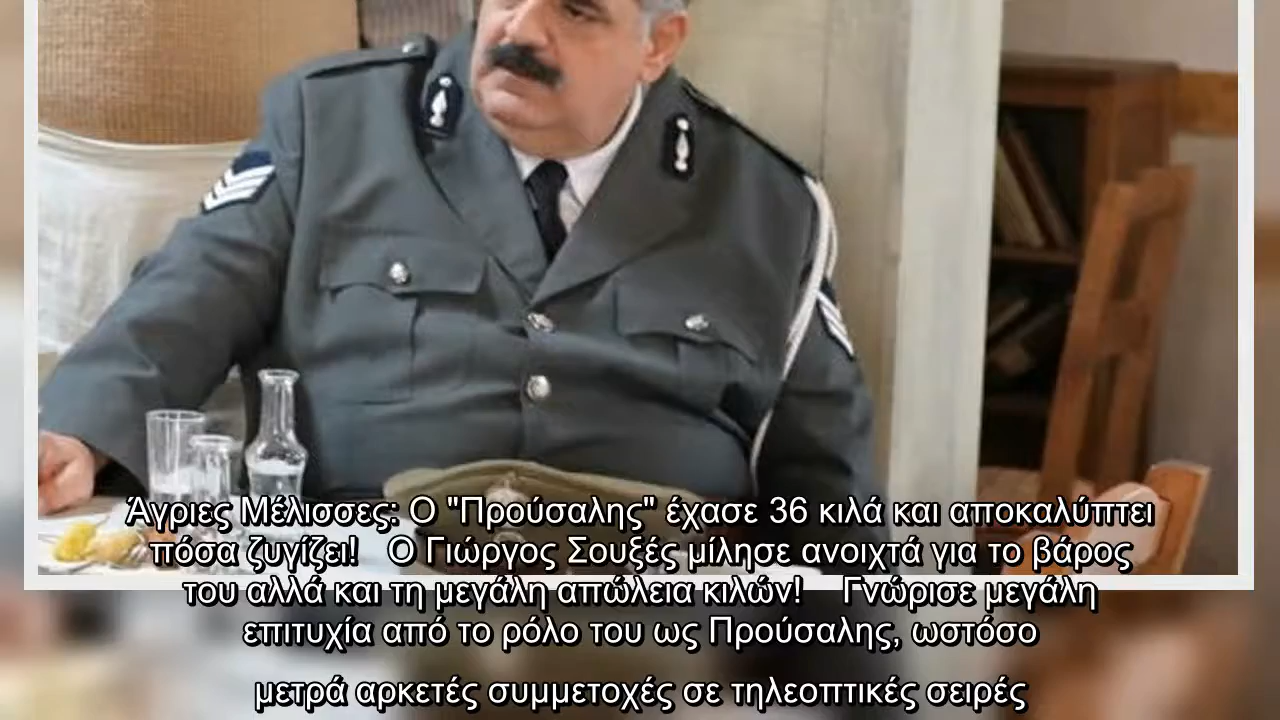 Άγριες Μέλισσες: Ο "Προύσαλης" έχασε 36 κιλά και αποκαλύπτει
πόσα ζυγίζει! Ο Γιώργος Σουξές μίλησε ανοιχτά για το βάρος
του αλλά και τη μεγάλη απώλεια κιλών! Γνώρισε μεγάλη
επιτυχία από το ρόλο του ως Προύσαλης, ωστόσο
μετρά αρκετές συμμετοχές σε τηλεοπτικές σειρές